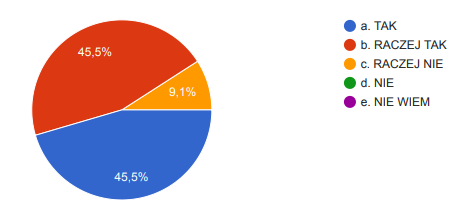 45,5%
9,1%
45,5%
a. TAK
b. RACZEJ TAK
c. RACZEJ NIE
d. NIE
e. NIE WIEM